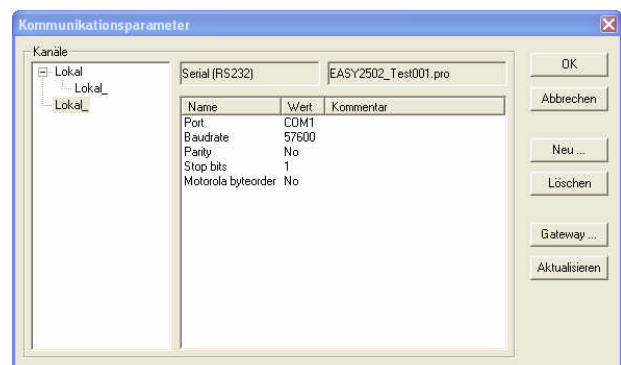 Kommunikationsparameter
Kanäle
Lokal
Lokal_
Lokal_
Serial (RS232)
EASY2502_Test001.pro
Name Wert Kommentar
Port COM1
Baudrate 57600
Parity No
Stop bits 1
Motorola byteorder No
OK
Abbrechen
Neu ...
Löschen
Gateway ...
Aktualisieren